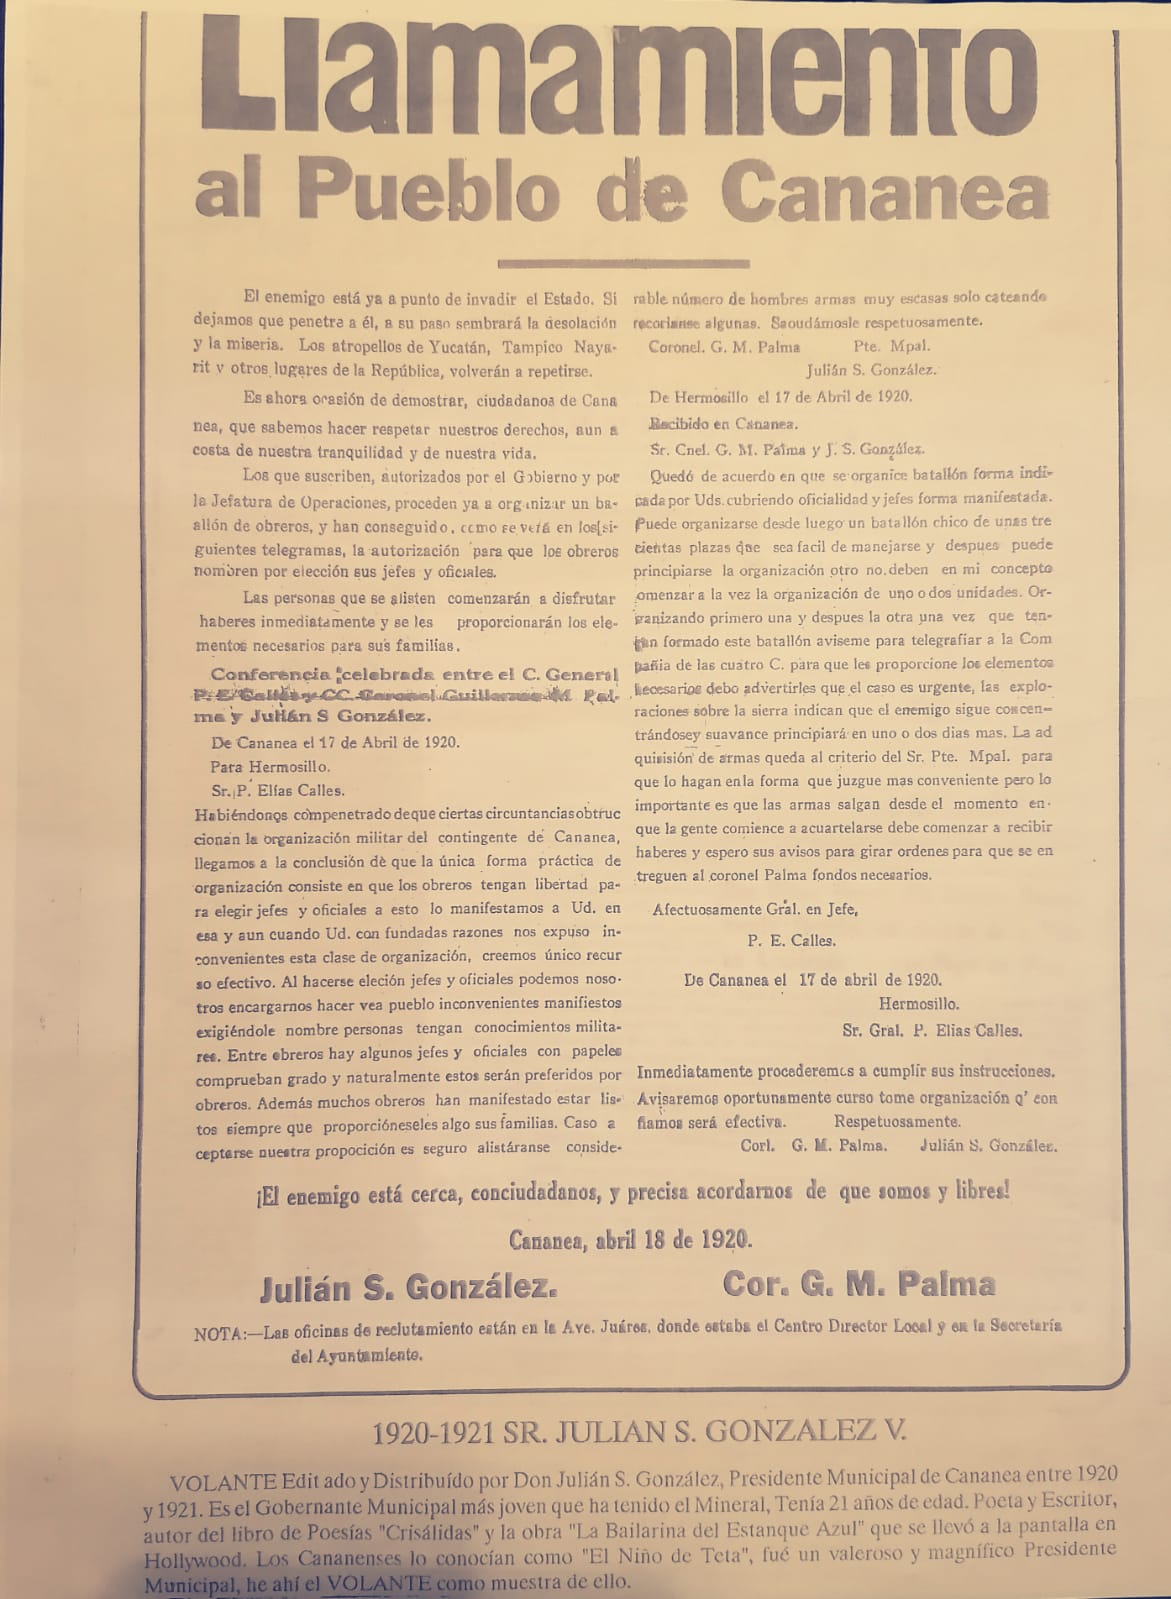 Llamamiento
al Pueblo de Cananea
El enemigo está ya a punto de invadir el Estado. Si
dejamos que penetra a él, a su paso sembrará la desolación
y la miseria. Los atropellos de Yucatán, Tampico Naya-
rit y otros lugares de la República, volverán a repetirse.
Es ahora ocasión de demostrar, ciudadanos de Cana
nea, que sabemos hacer respetar nuestros derechos, aun a
costa de nuestra tranquilidad y de nuestra vida.
Los que suscriben, autorizados por el Gobierno y por
la Jefatura de Operaciones, proceden ya a organizar un ba-
allón de obreros, y han conseguido, como se verá en los si-
guientes telegramas, la autorización para que los obreros
nombren por elección sus jefes y oficiales.
Las personas que se alisten comenzarán a disfrutar
haberes inmediatamente y se les proporcionarán los ele-
mentos necesarios para sus familias.
Conferencia celebrada entre el C. General
P. E. Calles y CC. Coronel Guillermo M. Pal-
ma y Julián S González.
De Cananea el 17 de Abril de 1920.
Para Hermosillo.
Sr. P. Elías Calles.
Habiéndonos compenetrado deque ciertas circuntancias obtruc
cionan la organización militar del contingente de Cananea,
llegamos a la conclusión dè que la única forma práctica de
organización consiste en que los obreros tengan libertad pa-
ra elegir jefes y oficiales a esto lo manifestamos a Ud. en
esa y aun cuando Ud. con fundadas razones nos expuso in-
convenientes esta clase de organización, creemos único recur
so efectivo. Al hacerse eleción jefes y oficiales podemos noso-
tros encargarnos hacer vea pueblo inconvenientes manifiestos
exigiéndole nombre personas tengan conocimientos milita-
res. Entre obreros hay algunos jefes y oficiales con papeles
comprueban grado y naturalmente estos serán preferidos por
obreros. Además muchos obreros han manifestado estar lis-
tos siempre que proporcióneseles algo sus familias. Caso a
ceptarse nuestra propocición es seguro alistáranse conside-
rable número de hombres armas muy escasas solo cateando
recorianse algunas. Saoudámosle respetuosamente.
Coronel. G. M. Palma Pte. Mpal.
Julián S. González.
De Hermosillo el 17 de Abril de 1920.
Recibido en Cananea.
Sr. Cnel. G. M. Palma y J. S. González.
Quedó de acuerdo en que se organice batallón forma indi-
cada por Uds. cubriendo oficialidad y jefes forma manifestada.
Puede organizarse desde luego un batallón chico de unas tre
cientas plazas que sea facil de manejarse y despues puede
principiarse la organización otro no. deben en mi concepto
omenzar a la vez la organización de uno o dos unidades. Or-
ganizando primero una y despues la otra una vez que ten-
gan formado este batallón aviseme para telegrafiar a la Com
pañia de las cuatro C. para que les proporcione los elementos
necesarios debo advertirles que el caso es urgente, las explo-
raciones sobre la sierra indican que el enemigo sigue concen-
trándosey suavance principiará en uno o dos dias mas. La ad
quisisión de armas queda al criterio del Sr. Pte. Mpal. para
que lo hagan enla forma que juzgue mas conveniente pero lo
importante es que las armas salgan desde el momento en-
que la gente comience a acuartelarse debe comenzar a recibir
haberes y espero sus avisos para girar ordenes para que se en
treguen al coronel Palma fondos necesarios.
Afectuosamente Gral. en Jefe,
P. E. Calles.
De Cananea el 17 de abril de 1920.
Hermosillo.
Sr. Gral. P. Elias Calles.
Inmediatamente procederemos a cumplir sus instrucciones.
Avisaremos oportunamente curso tome organización q' con
fiamos será efectiva. Respetuosamente.
Corl. G. M. Palma. Julián S. González.
¡El enemigo está cerca, conciudadanos, y precisa acordarnos de que somos y libres!
Cananea, abril 18 de 1920.
Julián S. González. Cor. G. M. Palma
NOTA:—Las oficinas de reclutamiento están en la Ave. Juáros, donde estaba el Centro Director Local y en la Secretaría
del Ayuntamiento.
1920-1921 SR. JULIAN S. GONZALEZ V.
VOLANTE Edit ado y Distribuído por Don Julián S. González, Presidente Municipal de Cananea entre 1920
y 1921. Es el Gobernante Municipal más joven que ha tenido el Mineral, Tenía 21 años de edad. Poeta y Escritor,
autor del libro de Poesías "Crisálidas" y la obra "La Bailarina del Estanque Azul" que se llevó a la pantalla en
Hollywood. Los Cananenses lo conocían como "El Niño de Teta", fué un valeroso y magnífico Presidente
Municipal, he ahí el VOLANTE como muestra de ello.